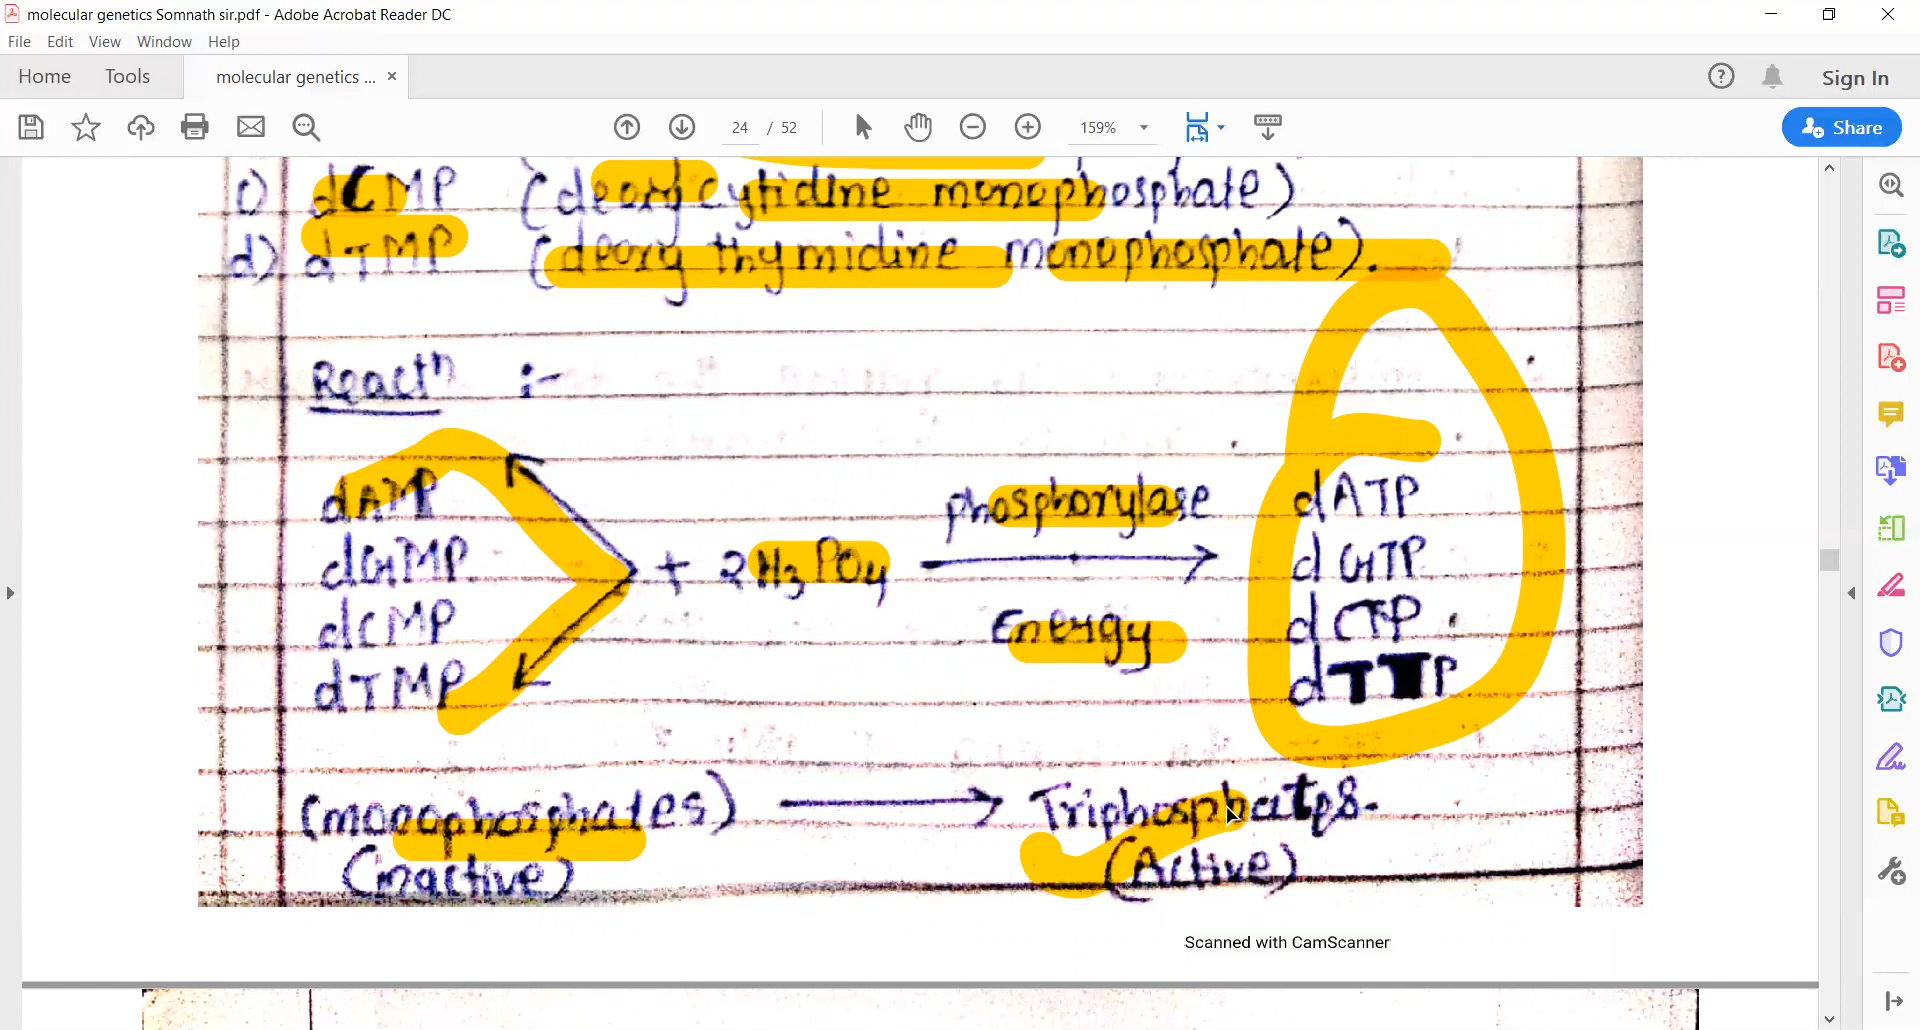 molecular genetics Somnath sir.pdf - Adobe Acrobat Reader DC
File Edit View Window Help
Home Tools molecular genetics ... ×
Sign In
24 / 52 159% Share
c) dCMP (deoxycytidine monophosphate)
d) dTMP (deoxy thymidine monophosphate).
Reactn :-
dAMP
phosphorylase dATP
dGMP + 2H3PO4 dGTP
dCMP Energy dCTP.
dTMP dTTP.
(monophosphates) → Triphosphates.
(inactive) (Active)
Scanned with CamScanner